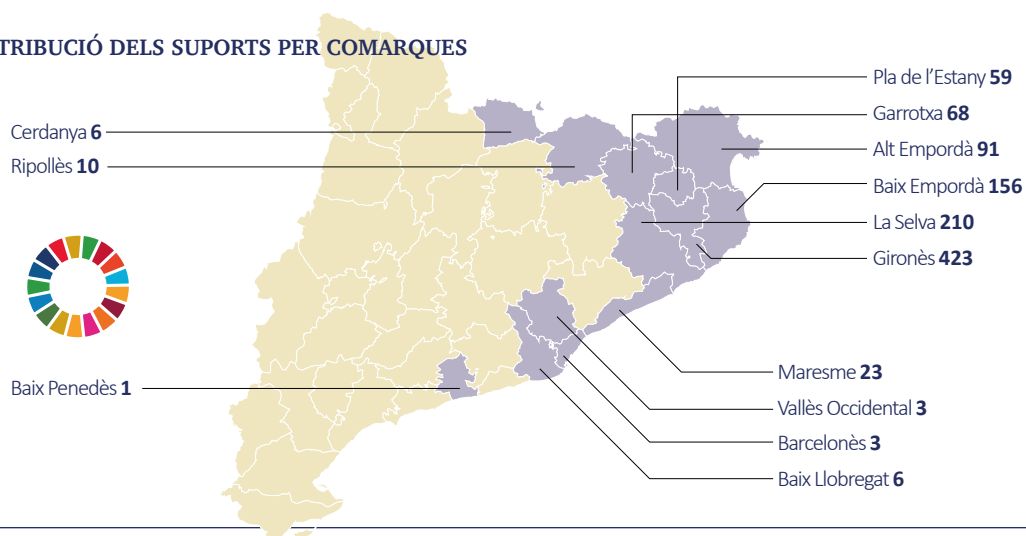 TRIBUCIÓ DELS SUPORTS PER COMARQUES
Cerdanya 6
Ripollès 10
Baix Penedès 1
Pla de l'Estany 59
Garrotxa 68
Alt Empordà 91
Baix Empordà 156
La Selva 210
Gironès 423
Maresme 23
Vallès Occidental 3
Barcelonès 3
Baix Llobregat 6